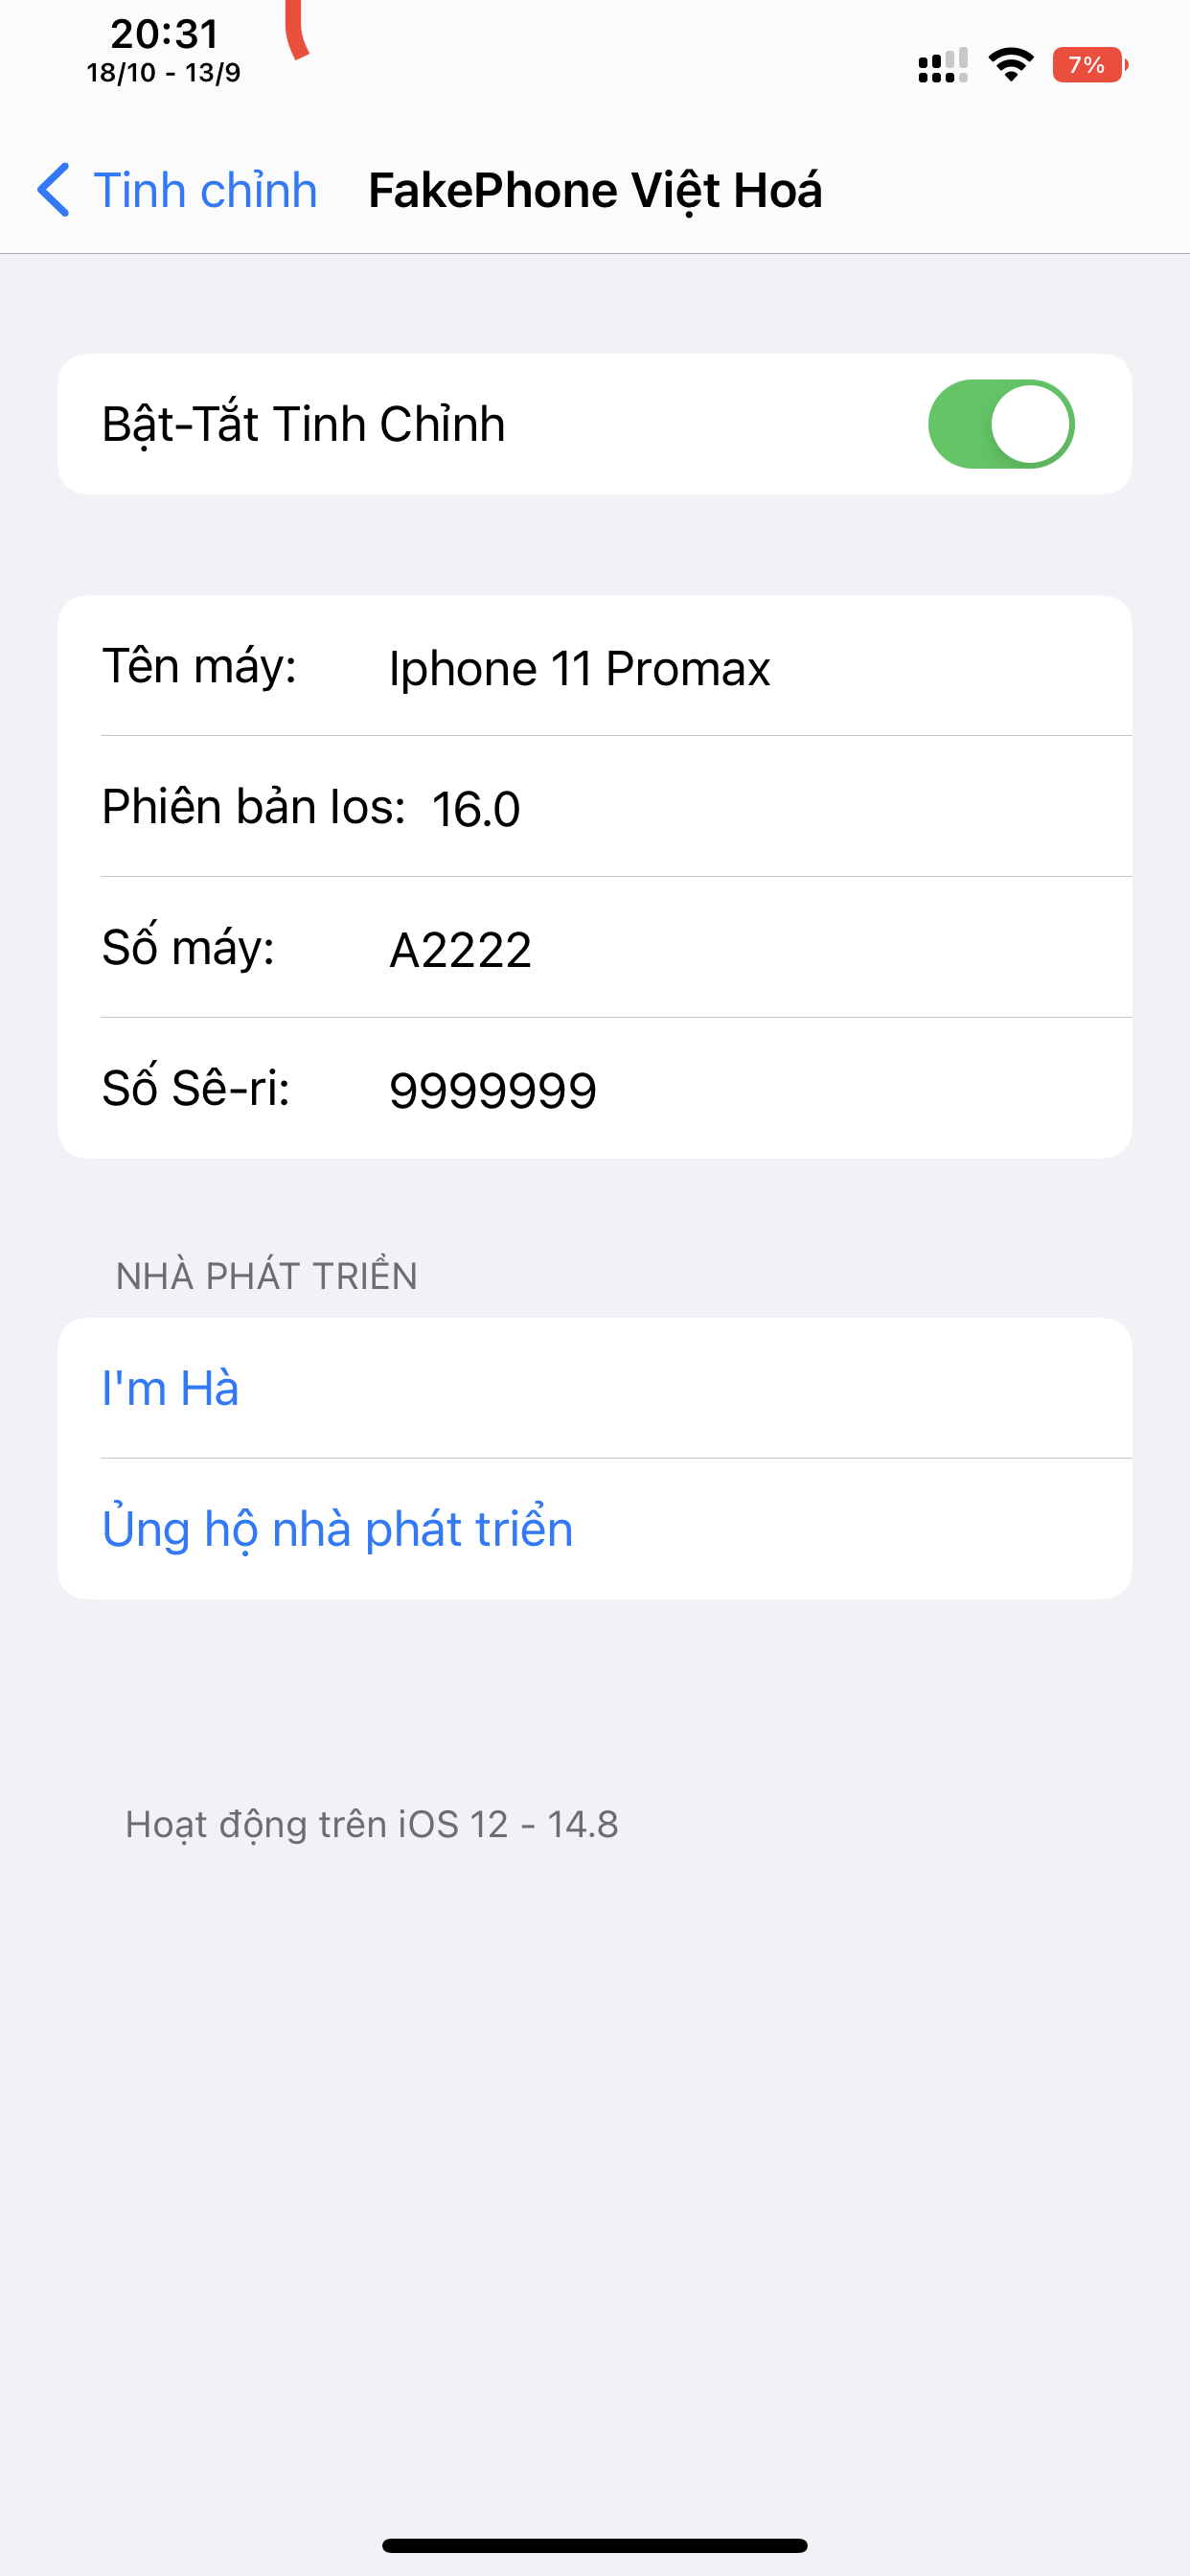 20:31
18/10 - 13/9
7%
Tinh chỉnh
FakePhone Việt Hoá
Bật-Tắt Tinh Chỉnh
Tên máy: Iphone 11 Promax
Phiên bản Ios: 16.0
Số máy: A2222
Số Sê-ri: 9999999
NHÀ PHÁT TRIỂN
I'm Hà
Ủng hộ nhà phát triển
Hoạt động trên iOS 12 - 14.8